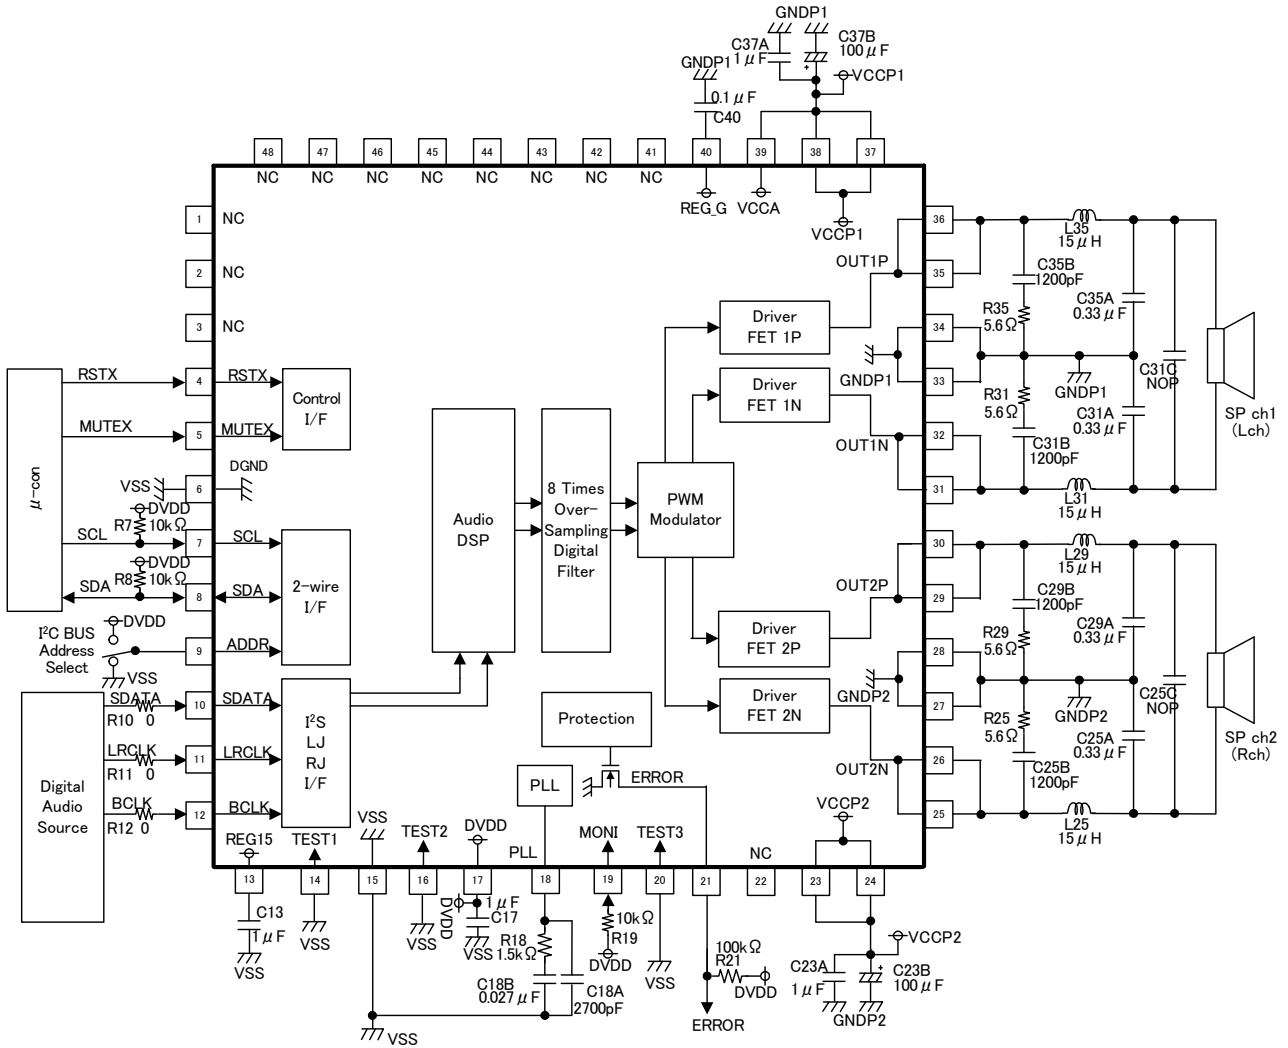 GNDP1
C37A
1μF
C37B
100μF
VCCP1
GNDP1
0.1μF
C40
48 47 46 45 44 43 42 41 40 39 38 37
NC NC NC NC NC NC NC NC
REG_G VCCA
VCCP1
1 NC
2 NC
3 NC
4 RSTX
RSTX
5 MUTEX
MUTEX
Control
I/F
μ-con
VSS 6 DGND
DVDD
R7 10kΩ
SCL 7 SCL
DVDD
R8 10kΩ
SDA 8 SDA
2-wire
I/F
I²C BUS
Address
Select
DVDD
VSS
9 ADDR
Digital
Audio
Source
SDATA
R10 0
10 SDATA
LRCLK
R11 0
11 LRCLK
BCLK
R12 0
12 BCLK
I²S
LJ
RJ
I/F
Audio
DSP
8 Times
Over-
Sampling
Digital
Filter
PWM
Modulator
Driver
FET 1P
Driver
FET 1N
Driver
FET 2P
Driver
FET 2N
Protection
PLL
ERROR
OUT1P
GNDP1
OUT1N
OUT2P
GNDP2
OUT2N
36
35
34
33
32
31
30
29
28
27
26
25
L35
15μH
C35B
1200pF
R35
5.6Ω
C35A
0.33μF
GNDP1
C31C
NOP
R31
5.6Ω
C31A
0.33μF
C31B
1200pF
L31
15μH
SP ch1
(Lch)
L29
15μH
C29B
1200pF
R29
5.6Ω
C29A
0.33μF
GNDP2
C25C
NOP
R25
5.6Ω
C25A
0.33μF
C25B
1200pF
L25
15μH
SP ch2
(Rch)
REG15
TEST1
VSS
TEST2
DVDD
PLL
MONI
TEST3
NC
VCCP2
13 14 15 16 17 18 19 20 21 22 23 24
C13
1μF
VSS
VSS
VSS
VSS
DVDD
1μF
C17
VSS
R18
1.5kΩ
C18B
0.027μF
C18A
2700pF
10kΩ
R19
DVDD
VSS
100kΩ
R21
DVDD
ERROR
VCCP2
C23A
1μF
C23B
100μF
GNDP2